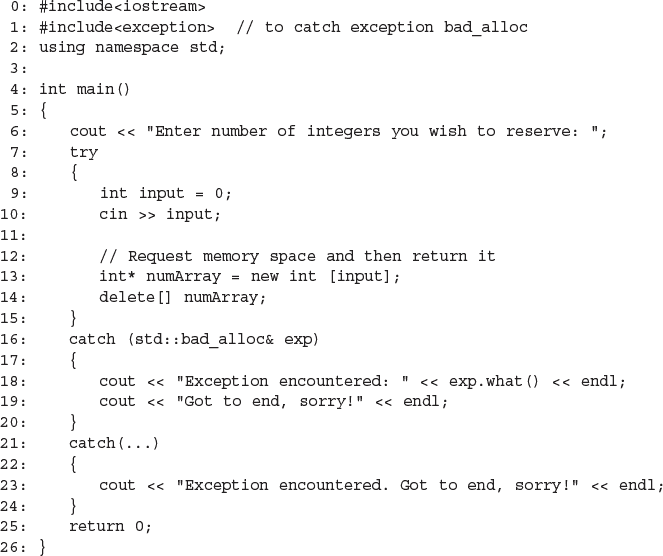 0: #include<iostream>
1: #include<exception>  // to catch exception bad_alloc
2: using namespace std;
3:
4: int main()
5: {
6:    cout << "Enter number of integers you wish to reserve: ";
7:    try
8:    {
9:       int input = 0;
10:       cin >> input;
11:
12:       // Request memory space and then return it
13:       int* numArray = new int [input];
14:       delete[] numArray;
15:    }
16:    catch (std::bad_alloc& exp)
17:    {
18:       cout << "Exception encountered: " << exp.what() << endl;
19:       cout << "Got to end, sorry!" << endl;
20:    }
21:    catch(...)
22:    {
23:       cout << "Exception encountered. Got to end, sorry!" << endl;
24:    }
25:    return 0;
26: }